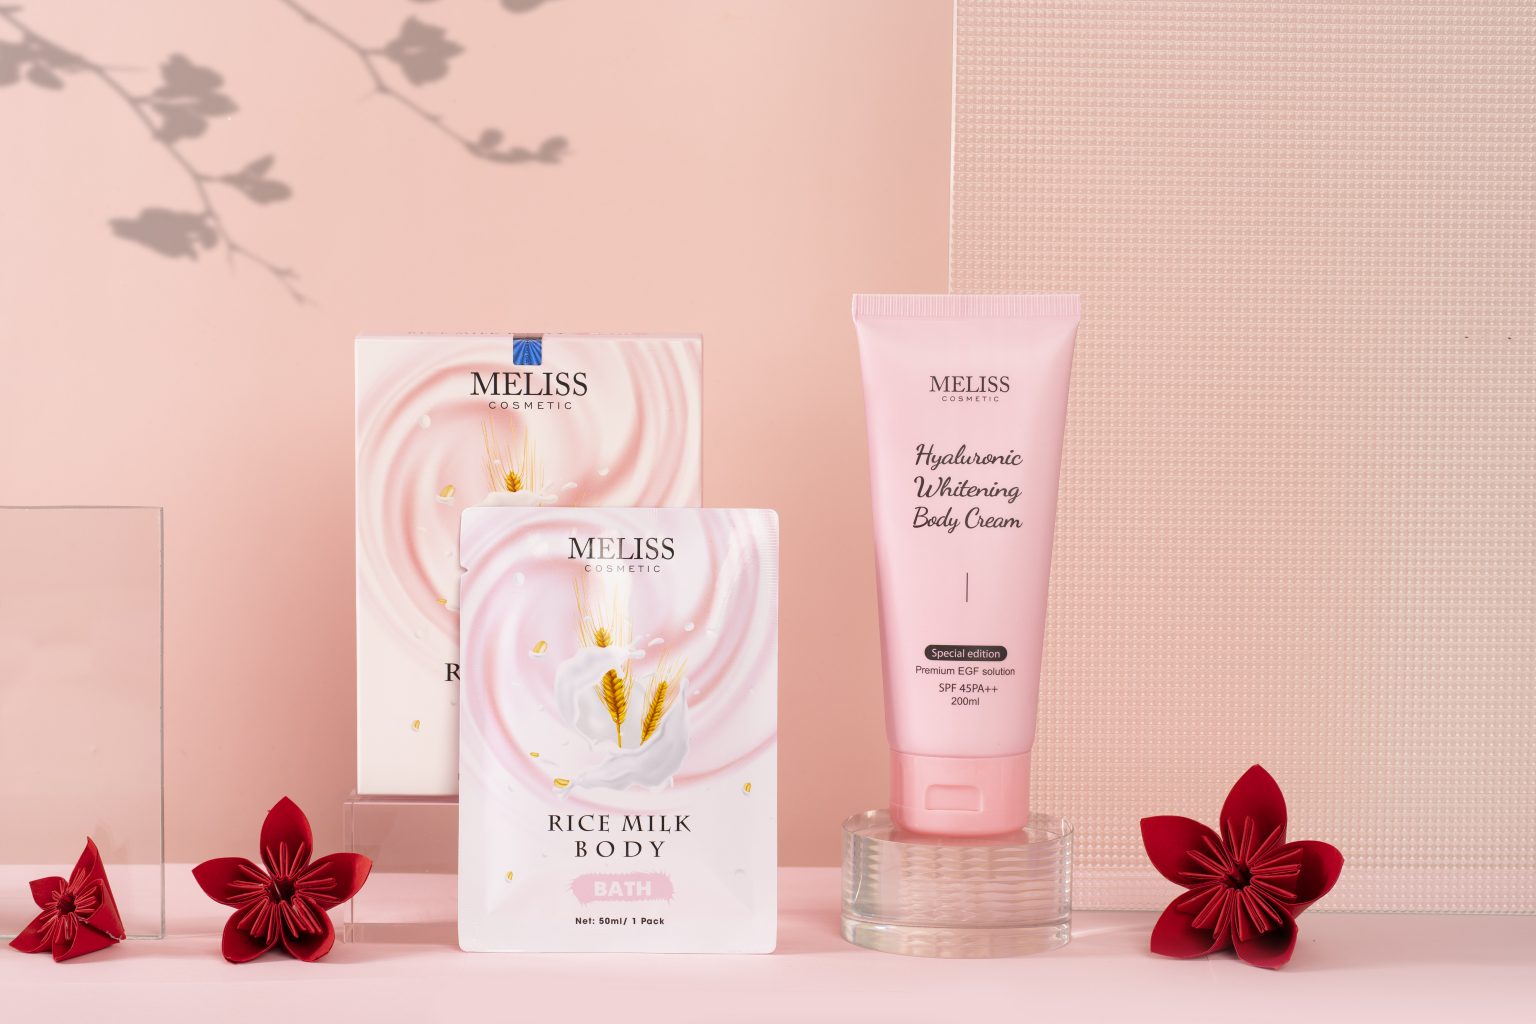 MELISS
COSMETIC
R
MELISS
COSMETIC
RICE MILK
BODY
BATH
Net: 50ml/ 1 Pack
MELISS
COSMETIC
Hyaluronic
Whitening
Body Cream
Special edition
Premium EGF solution
SPF 45PA++
200ml